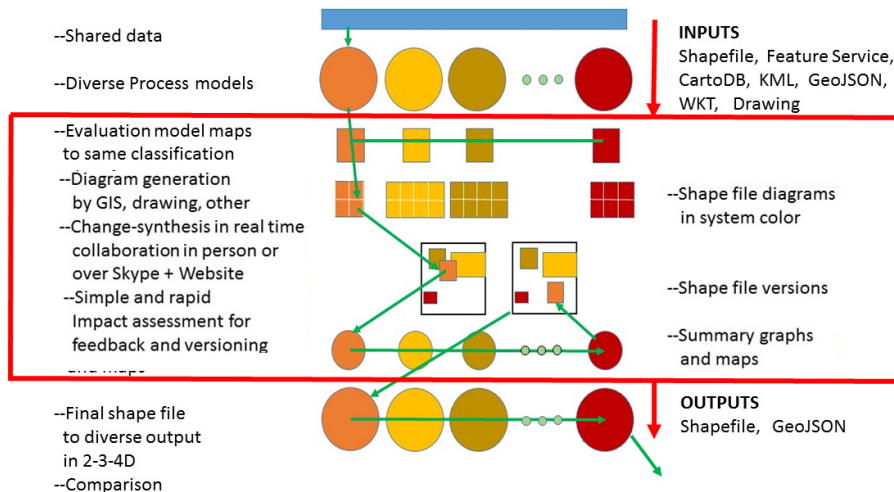 --Shared data
--Diverse Process models
INPUTS
Shapefile, Feature Service,
CartoDB, KML, GeoJSON,
WKT, Drawing
--Evaluation model maps
to same classification
--Diagram generation
by GIS, drawing, other
--Change-synthesis in real time
collaboration in person or
over Skype + Website
--Simple and rapid
Impact assessment for
feedback and versioning
and maps
--Shape file diagrams
in system color
--Shape file versions
--Summary graphs
and maps
--Final shape file
to diverse output
in 2-3-4D
--Comparison
OUTPUTS
Shapefile, GeoJSON